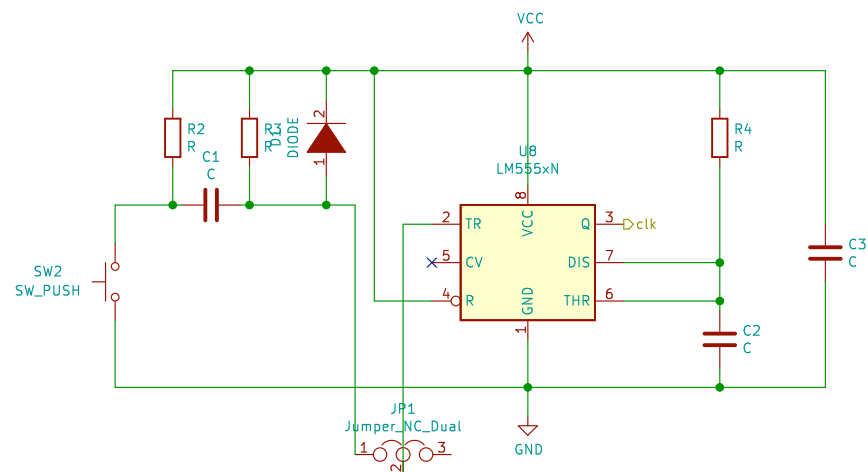 VCC
R2
R
R3
R
D1
DIODE
2
1
C1
C
U8
LM555xN
8
VCC
2
TR
5
CV
4
R
Q
3
clk
DIS
7
THR
6
GND
1
R4
R
C3
C
C2
C
SW2
SW_PUSH
JP1
Jumper_NC_Dual
1
2
3
GND